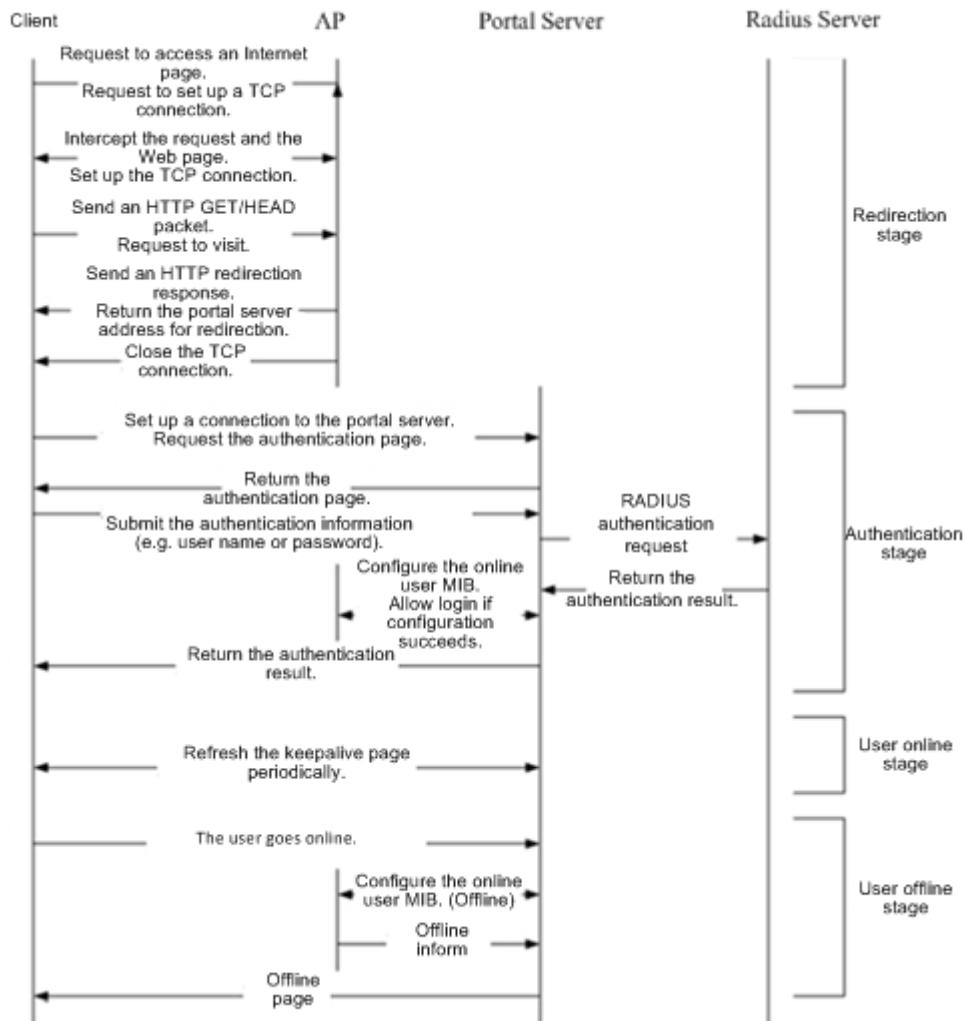 Client
AP
Portal Server
Radius Server
Request to access an Internet
page.
Request to set up a TCP
connection.
Intercept the request and the
Web page.
Set up the TCP connection.
Send an HTTP GET/HEAD
packet.
Request to visit.
Redirection
stage
Send an HTTP redirection
response.
Return the portal server
address for redirection.
Close the TCP
connection.
Set up a connection to the portal server.
Request the authentication page.
Return the
authentication page.
Submit the authentication information
(e.g. user name or password).
RADIUS
authentication
request
Authentication
stage
Configure the online
user MIB.
Allow login if
configuration
succeeds.
Return the
authentication result.
Return the authentication
result.
Refresh the keepalive page
periodically.
User online
stage
The user goes online.
Configure the online
user MIB. (Offline)
User offline
stage
Offline
inform
Offline
page